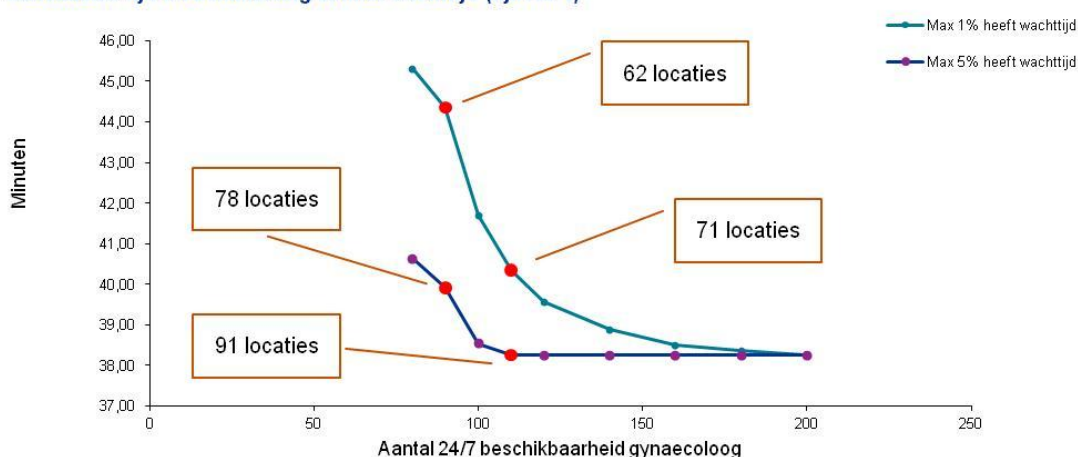 Max 1% heeft wachttijd
Max 5% heeft wachttijd
46,00
45,00
44,00
43,00
42,00
41,00
40,00
39,00
38,00
37,00
Minuten
62 locaties
78 locaties
71 locaties
91 locaties
0
50
100
150
200
250
Aantal 24/7 beschikbaarheid gynaecoloog